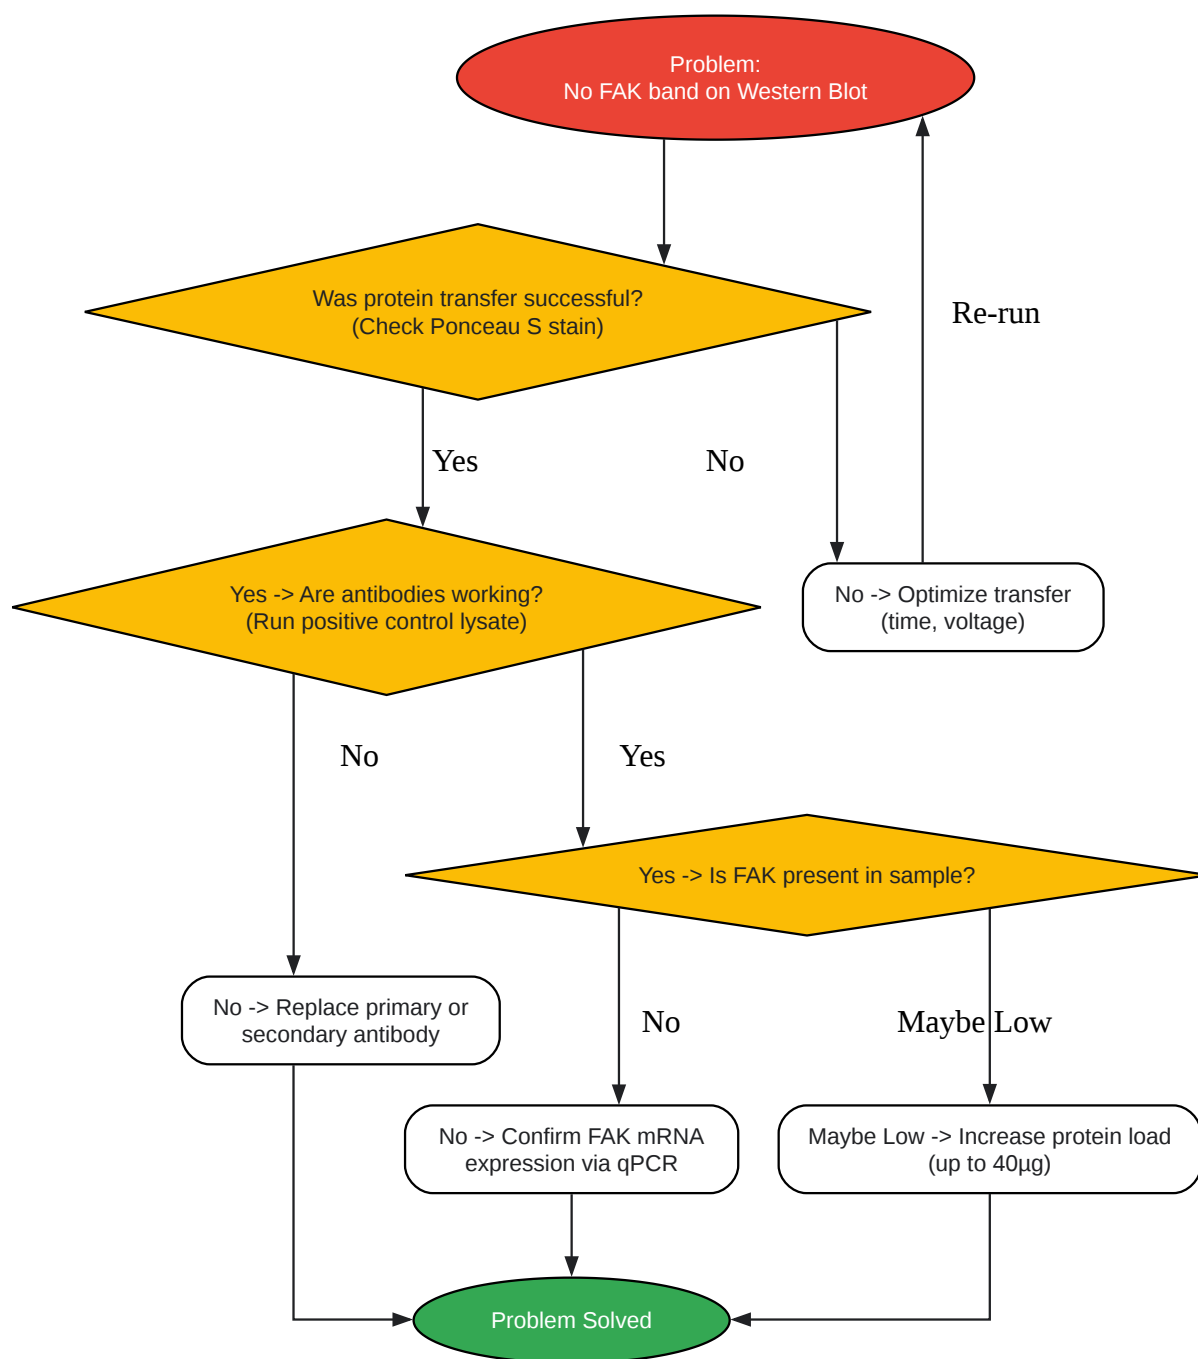 Problem:
No FAK band on Western Blot
Was protein transfer successful?
(Check Ponceau S stain)
Re-run
Yes
No
Yes -> Are antibodies working?
(Run positive control lysate)
No -> Optimize transfer
(time, voltage)
No
Yes
Yes -> Is FAK present in sample?
No -> Replace primary or
secondary antibody
No
Maybe Low
No -> Confirm FAK mRNA
expression via qPCR
Maybe Low -> Increase protein load
(up to 40µg)
Problem Solved